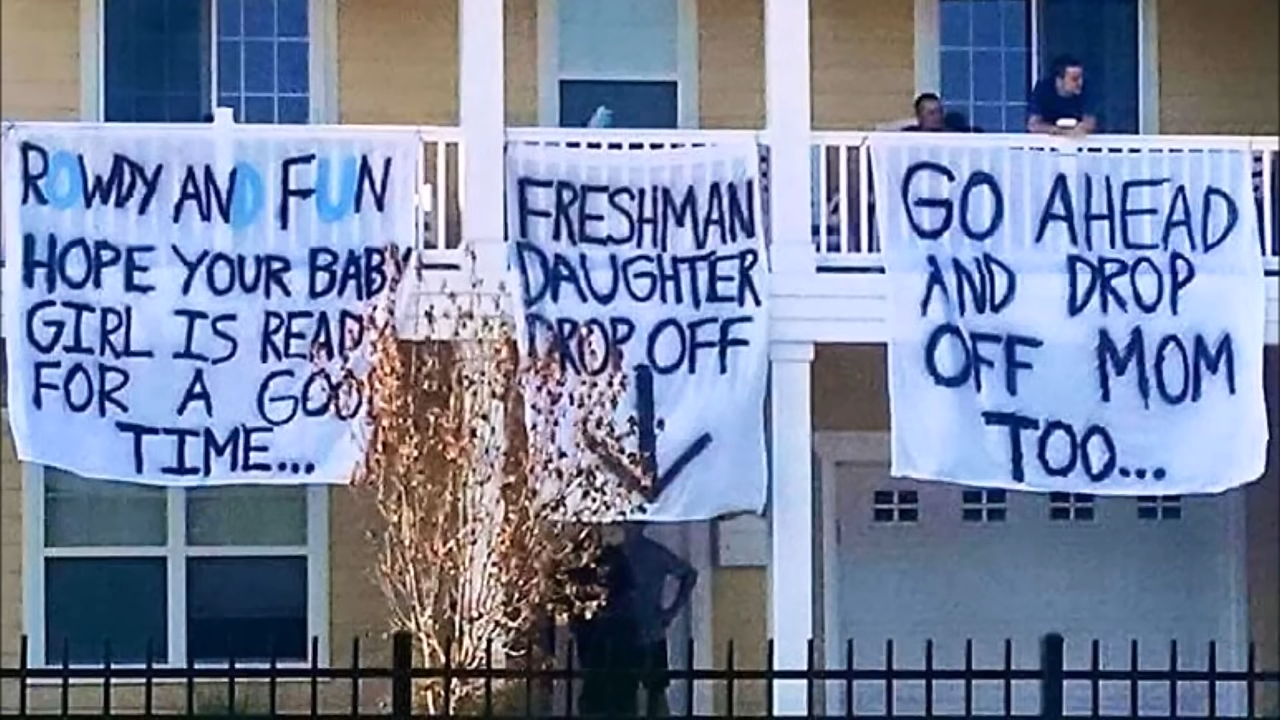 ROWDY AND FUN
HOPE YOUR BABY
GIRL IS READY
FOR A GOOD
TIME...
FRESHMAN
DAUGHTER
DROP OFF
GO AHEAD
AND DROP
OFF MOM
TOO...